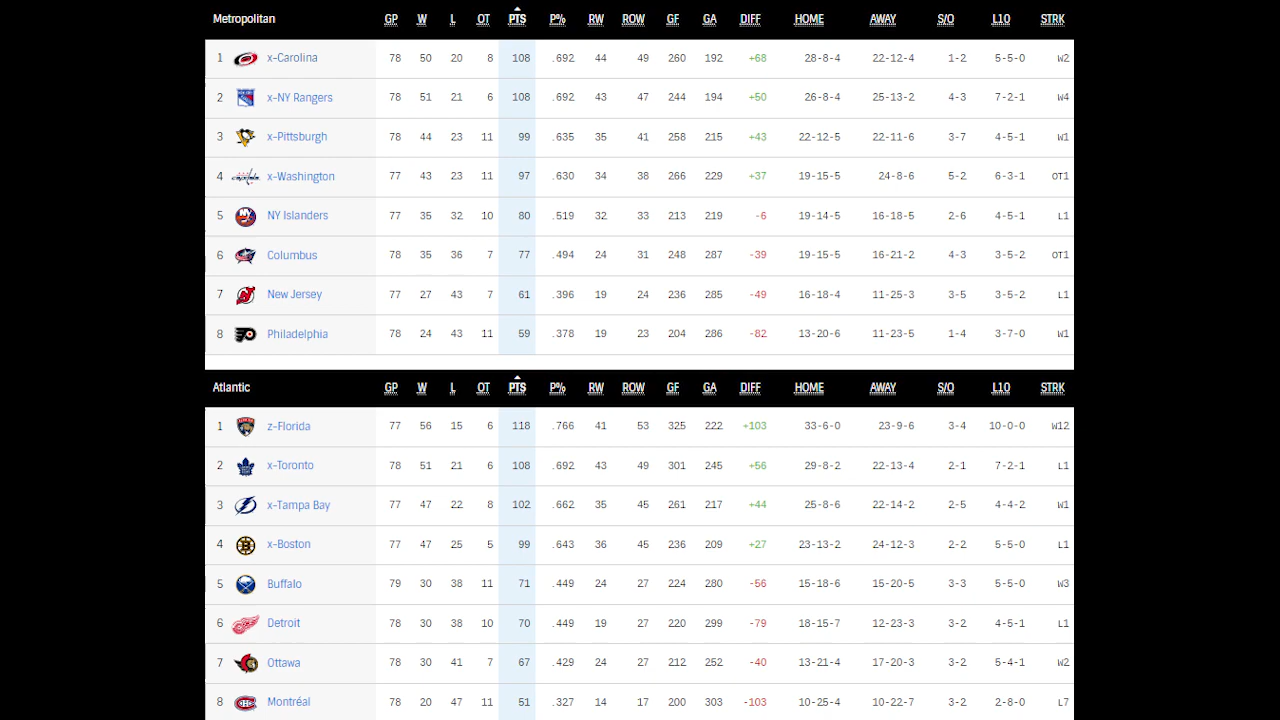 Metropolitan GP W L OT PTS P% RW ROW GF GA DIFF HOME AWAY S/O L10 STRK
1 x-Carolina 78 50 20 8 108 .692 44 49 260 192 +68 28-8-4 22-12-4 1-2 5-5-0 W2
2 x-NY Rangers 78 51 21 6 108 .692 43 47 244 194 +50 26-8-4 25-13-2 4-3 7-2-1 W4
3 x-Pittsburgh 78 44 23 11 99 .635 35 41 258 215 +43 22-12-5 22-11-6 3-7 4-5-1 W1
4 x-Washington 77 43 23 11 97 .630 34 38 266 229 +37 19-15-5 24-8-6 5-2 6-3-1 OT1
5 NY Islanders 77 35 32 10 80 .519 32 33 213 219 -6 19-14-5 16-18-5 2-6 4-5-1 L1
6 Columbus 78 35 36 7 77 .494 24 31 248 287 -39 19-15-5 16-21-2 4-3 3-5-2 OT1
7 New Jersey 77 27 43 7 61 .396 19 24 236 285 -49 16-18-4 11-25-3 3-5 3-5-2 L1
8 Philadelphia 78 24 43 11 59 .378 19 23 204 286 -82 13-20-6 11-23-5 1-4 3-7-0 W1
Atlantic GP W L OT PTS P% RW ROW GF GA DIFF HOME AWAY S/O L10 STRK
1 z-Florida 77 56 15 6 118 .766 41 53 325 222 +103 33-6-0 23-9-6 3-4 10-0-0 W12
2 x-Toronto 78 51 21 6 108 .692 43 49 301 245 +56 29-8-2 22-13-4 2-1 7-2-1 L1
3 x-Tampa Bay 77 47 22 8 102 .662 35 45 261 217 +44 25-8-6 22-14-2 2-5 4-4-2 W1
4 x-Boston 77 47 25 5 99 .643 36 45 236 209 +27 23-13-2 24-12-3 2-2 5-5-0 L1
5 Buffalo 79 30 38 11 71 .449 24 27 224 280 -56 15-18-6 15-20-5 3-3 5-5-0 W3
6 Detroit 78 30 38 10 70 .449 19 27 220 299 -79 18-15-7 12-23-3 3-2 4-5-1 L1
7 Ottawa 78 30 41 7 67 .429 24 27 212 252 -40 13-21-4 17-20-3 3-2 5-4-1 W2
8 Montréal 78 20 47 11 51 .327 14 17 200 303 -103 10-25-4 10-22-7 3-2 2-8-0 L7